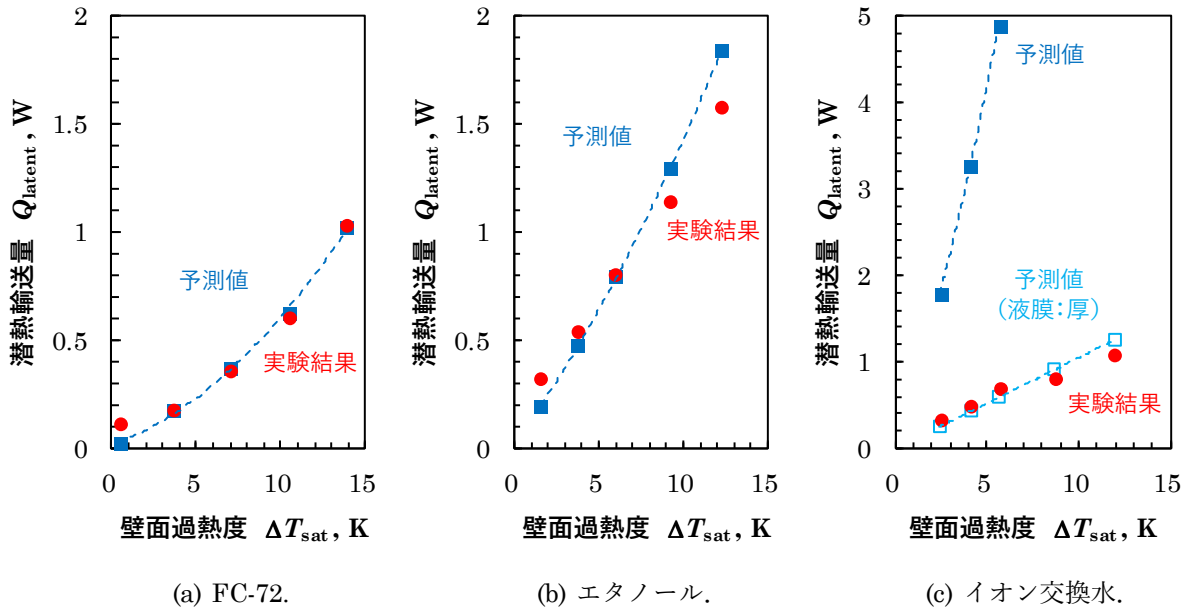 2
1.5
1
0.5
0
潜熱輸送量 Qlatent, W
予測値
実験結果
0 5 10 15
壁面過熱度 ΔTsat, K
(a) FC-72.
2
1.5
1
0.5
0
潜熱輸送量 Qlatent, W
予測値
実験結果
0 5 10 15
壁面過熱度 ΔTsat, K
(b) エタノール.
5
4
3
2
1
0
潜熱輸送量 Qlatent, W
予測値
予測値
（液膜：厚）
実験結果
0 5 10 15
壁面過熱度 ΔTsat, K
(c) イオン交換水.